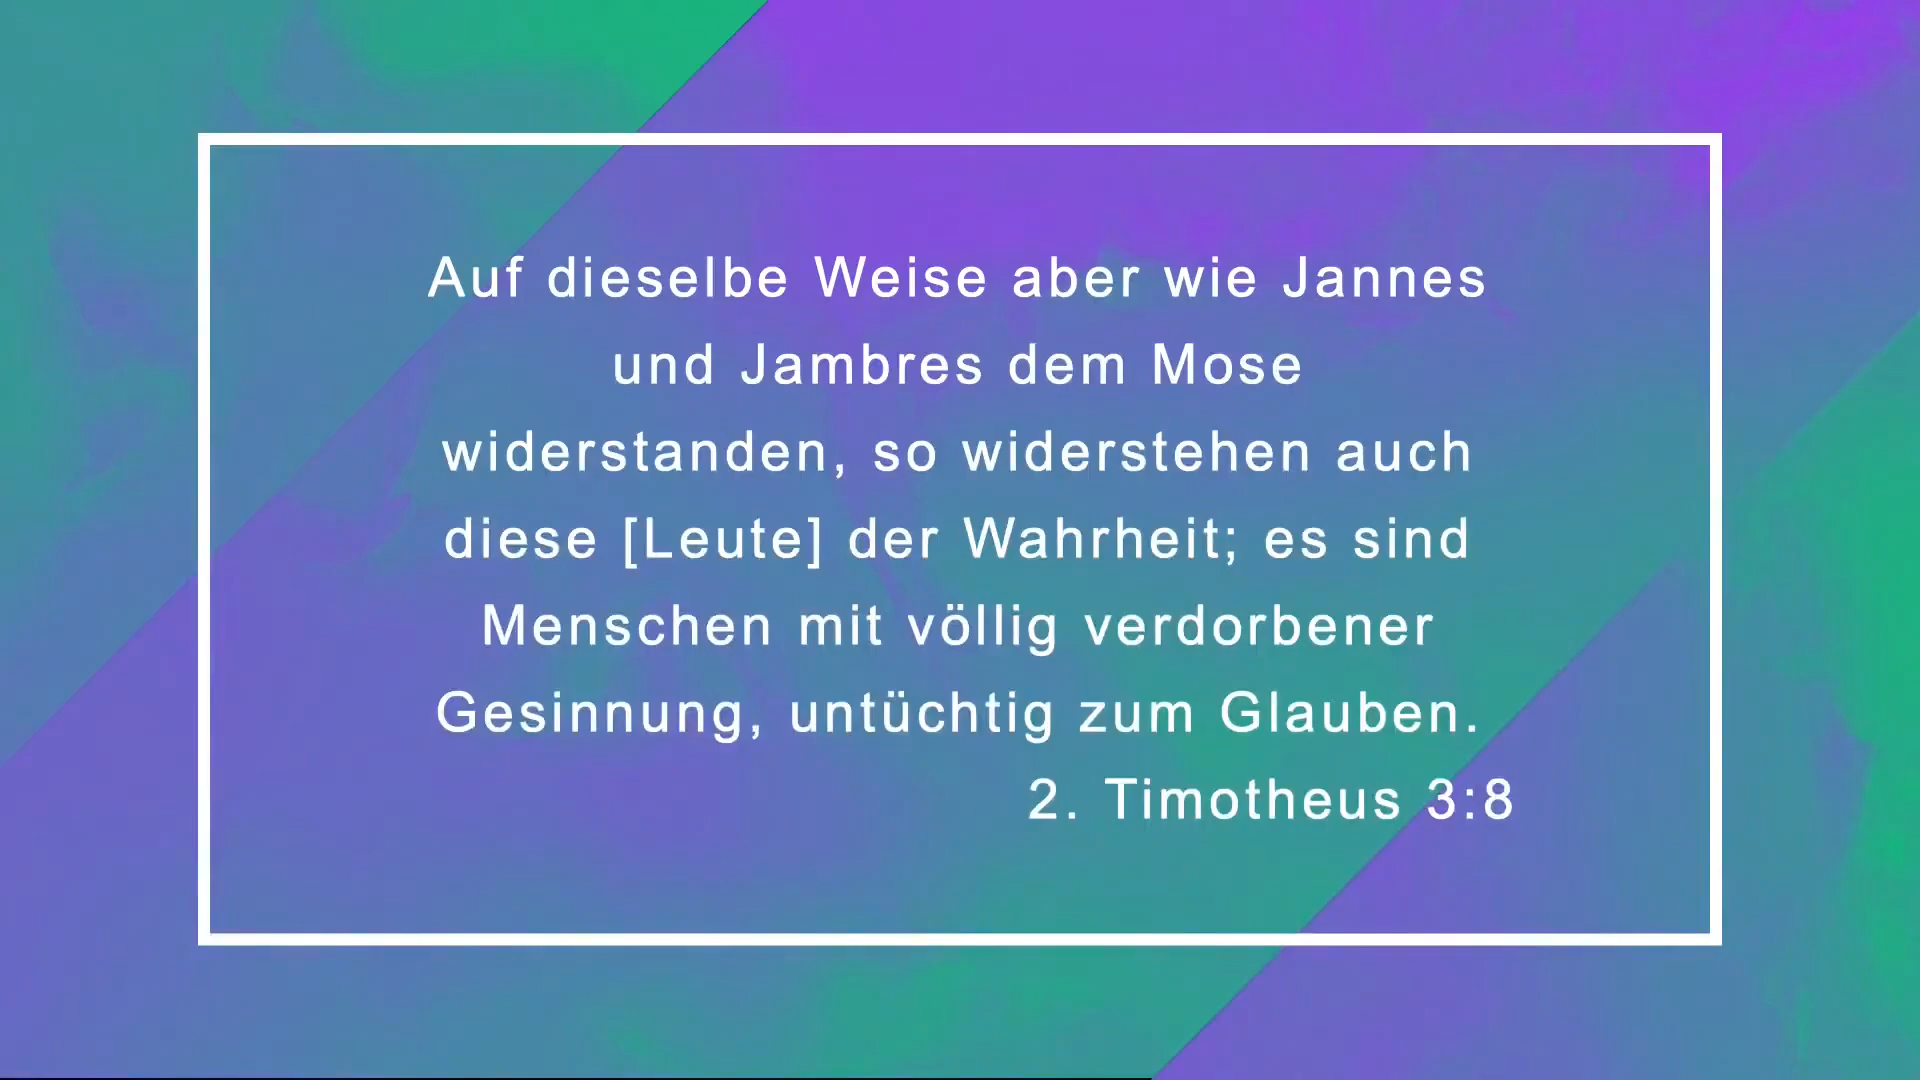 Auf dieselbe Weise aber wie Jannes
und Jambres dem Mose
widerstanden, so widerstehen auch
diese [Leute] der Wahrheit; es sind
Menschen mit völlig verdorbener
Gesinnung, untüchtig zum Glauben.
2. Timotheus 3:8